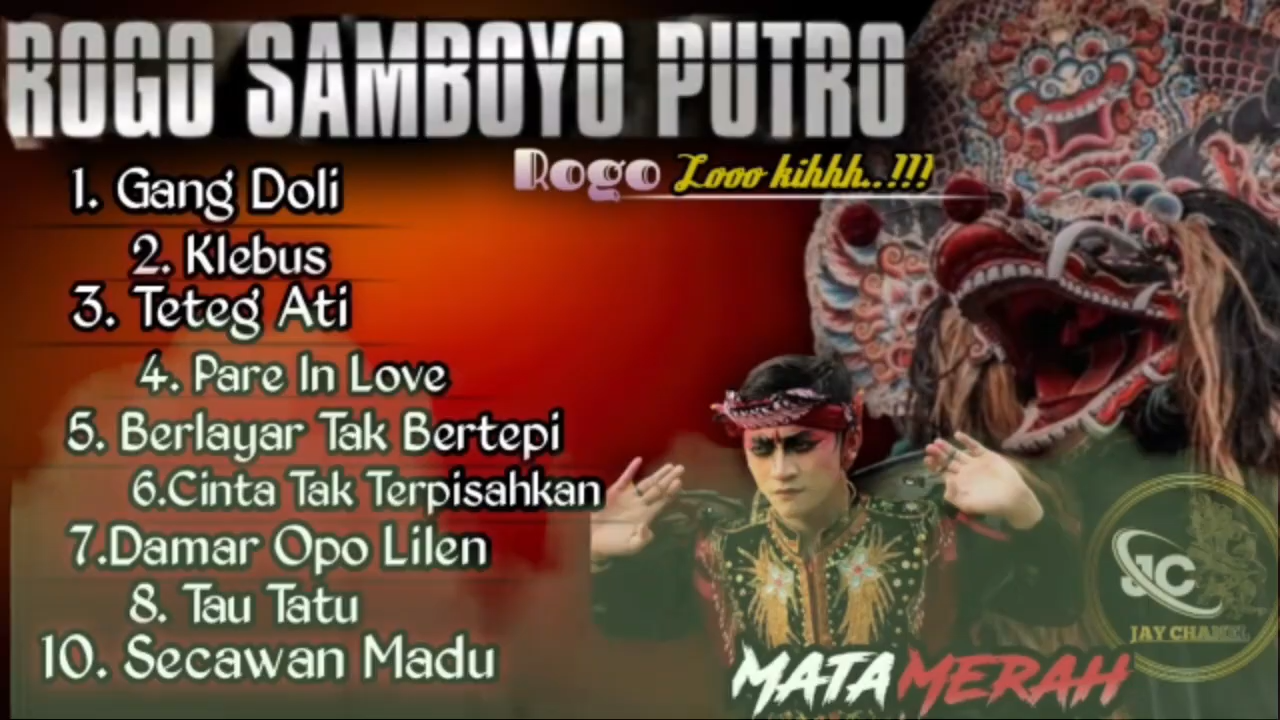 ROGO SAMBOYO PUTRO
Rogo Looo kihhh..!!!
1. Gang Doli
2. Klebus
3. Teteg Ati
4. Pare In Love
5. Berlayar Tak Bertepi
6.Cinta Tak Terpisahkan
7.Damar Opo Lilen
8. Tau Tatu
10. Secawan Madu
JC
JAY CHANEL
MATA MERAH